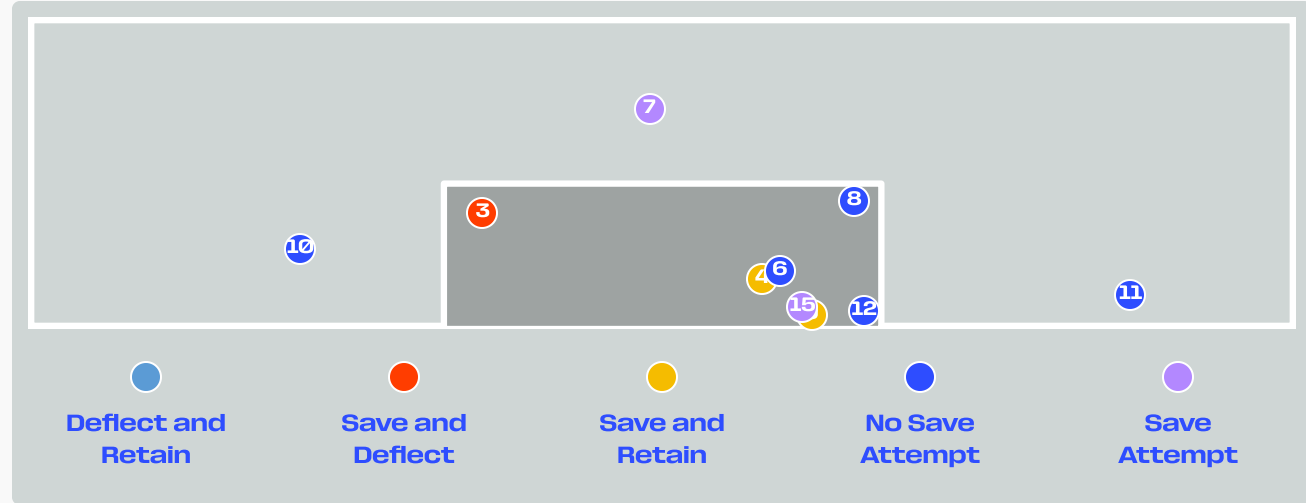 7
8
3
10
6
4
11
15
12
Deflect and
Retain
Save and
Deflect
Save and
Retain
No Save
Attempt
Save
Attempt